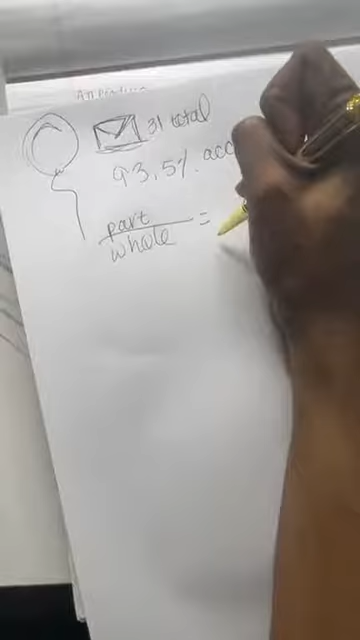 31 total
93.5% acc
part
whole =